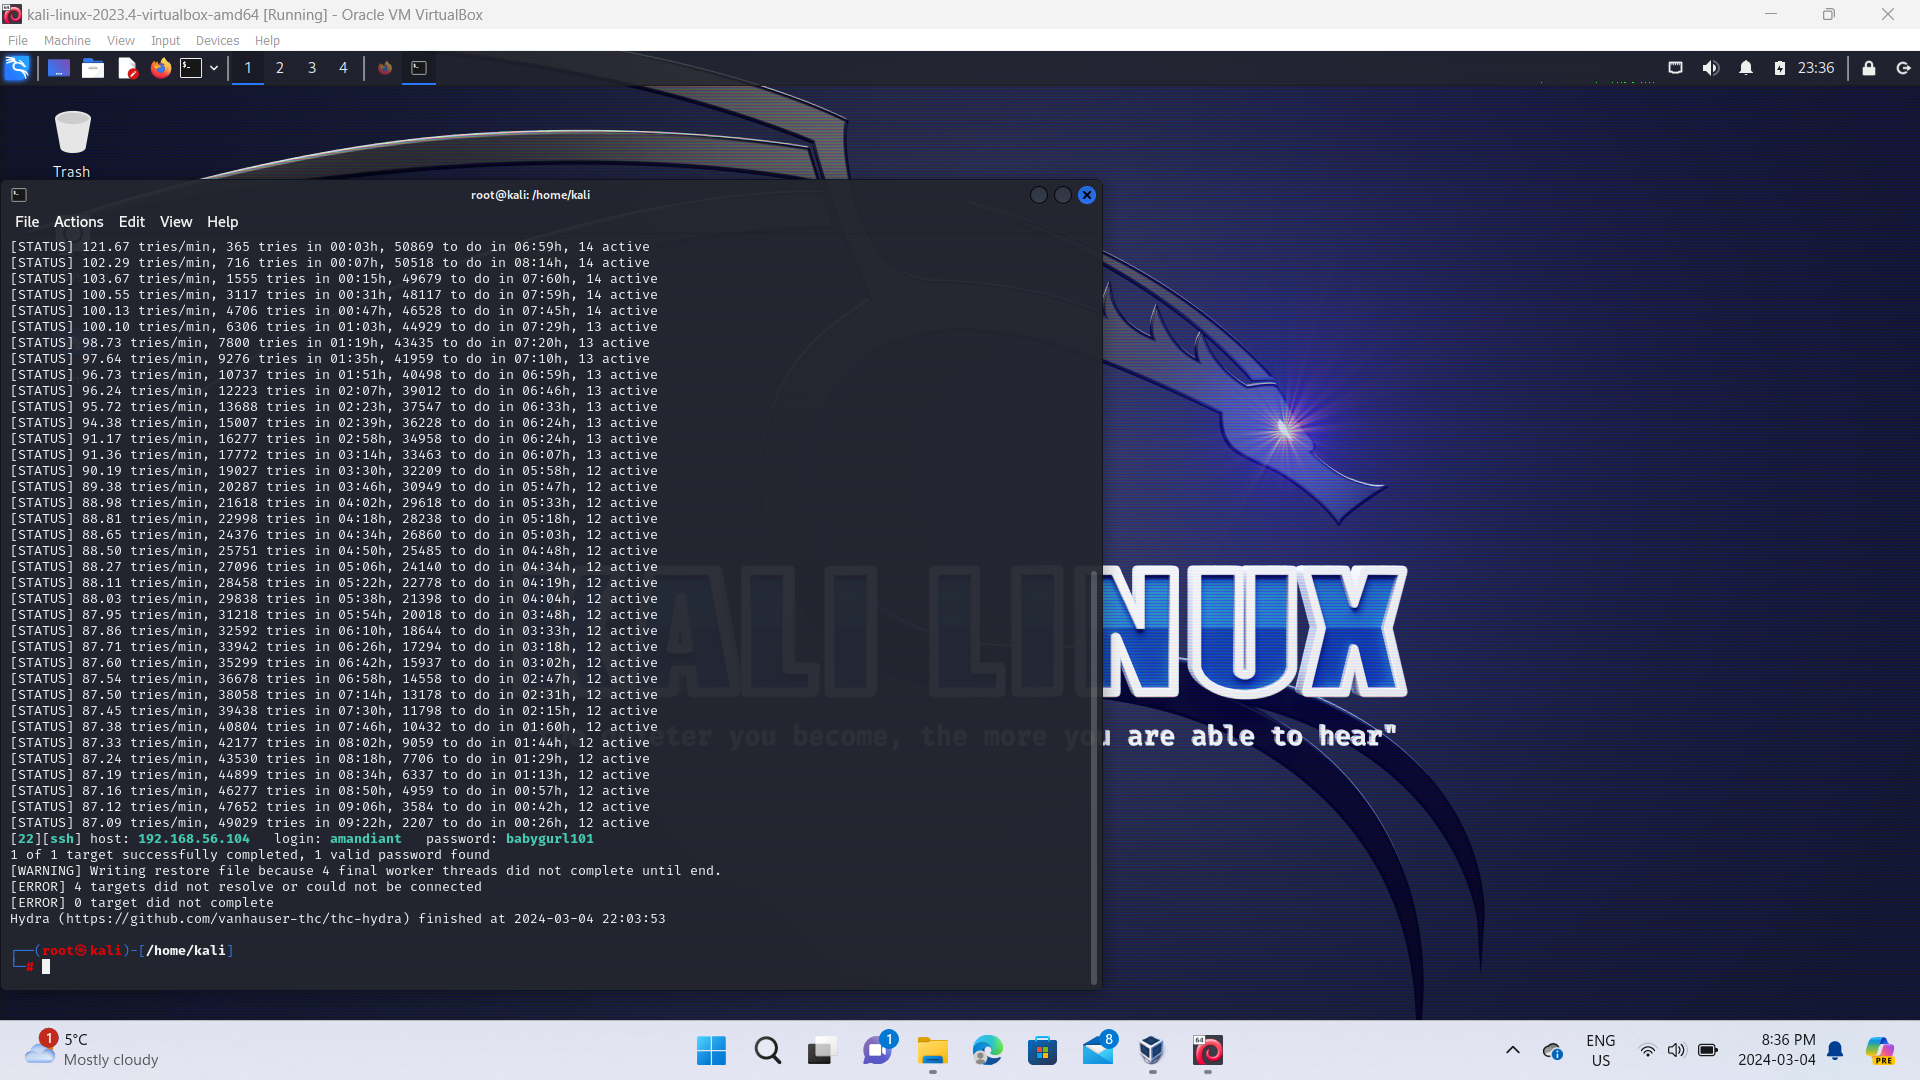 kali-linux-2023.4-virtualbox-amd64 [Running] - Oracle VM VirtualBox
File Machine View Input Devices Help
1 2 3 4 23:36
Trash
root@kali: /home/kali
File Actions Edit View Help
[STATUS] 121.67 tries/min, 365 tries in 00:03h, 50869 to do in 06:59h, 14 active
[STATUS] 102.29 tries/min, 716 tries in 00:07h, 50518 to do in 08:14h, 14 active
[STATUS] 103.67 tries/min, 1555 tries in 00:15h, 49679 to do in 07:60h, 14 active
[STATUS] 100.55 tries/min, 3117 tries in 00:31h, 48117 to do in 07:59h, 14 active
[STATUS] 100.13 tries/min, 4706 tries in 00:47h, 46528 to do in 07:45h, 14 active
[STATUS] 100.10 tries/min, 6306 tries in 01:03h, 44929 to do in 07:29h, 13 active
[STATUS] 98.73 tries/min, 7800 tries in 01:19h, 43435 to do in 07:20h, 13 active
[STATUS] 97.64 tries/min, 9276 tries in 01:35h, 41959 to do in 07:10h, 13 active
[STATUS] 96.73 tries/min, 10737 tries in 01:51h, 40498 to do in 06:59h, 13 active
[STATUS] 96.24 tries/min, 12223 tries in 02:07h, 39012 to do in 06:46h, 13 active
[STATUS] 95.72 tries/min, 13688 tries in 02:23h, 37547 to do in 06:33h, 13 active
[STATUS] 94.38 tries/min, 15007 tries in 02:39h, 36228 to do in 06:24h, 13 active
[STATUS] 91.17 tries/min, 16277 tries in 02:58h, 34958 to do in 06:24h, 13 active
[STATUS] 91.36 tries/min, 17772 tries in 03:14h, 33463 to do in 06:07h, 13 active
[STATUS] 90.19 tries/min, 19027 tries in 03:30h, 32209 to do in 05:58h, 12 active
[STATUS] 89.38 tries/min, 20287 tries in 03:46h, 30949 to do in 05:47h, 12 active
[STATUS] 88.98 tries/min, 21618 tries in 04:02h, 29618 to do in 05:33h, 12 active
[STATUS] 88.81 tries/min, 22998 tries in 04:18h, 28238 to do in 05:18h, 12 active
[STATUS] 88.65 tries/min, 24376 tries in 04:34h, 26860 to do in 05:03h, 12 active
[STATUS] 88.50 tries/min, 25751 tries in 04:50h, 25485 to do in 04:48h, 12 active
[STATUS] 88.27 tries/min, 27096 tries in 05:06h, 24140 to do in 04:34h, 12 active
[STATUS] 88.11 tries/min, 28458 tries in 05:22h, 22778 to do in 04:19h, 12 active
[STATUS] 88.03 tries/min, 29838 tries in 05:38h, 21398 to do in 04:04h, 12 active
[STATUS] 87.95 tries/min, 31218 tries in 05:54h, 20018 to do in 03:48h, 12 active
[STATUS] 87.86 tries/min, 32592 tries in 06:10h, 18644 to do in 03:33h, 12 active
[STATUS] 87.71 tries/min, 33942 tries in 06:26h, 17294 to do in 03:18h, 12 active
[STATUS] 87.60 tries/min, 35299 tries in 06:42h, 15937 to do in 03:02h, 12 active
[STATUS] 87.54 tries/min, 36678 tries in 06:58h, 14558 to do in 02:47h, 12 active
[STATUS] 87.50 tries/min, 38058 tries in 07:14h, 13178 to do in 02:31h, 12 active
[STATUS] 87.45 tries/min, 39438 tries in 07:30h, 11798 to do in 02:15h, 12 active
[STATUS] 87.38 tries/min, 40804 tries in 07:46h, 10432 to do in 01:60h, 12 active
[STATUS] 87.33 tries/min, 42177 tries in 08:02h, 9059 to do in 01:44h, 12 active
[STATUS] 87.24 tries/min, 43530 tries in 08:18h, 7706 to do in 01:29h, 12 active
[STATUS] 87.19 tries/min, 44899 tries in 08:34h, 6337 to do in 01:13h, 12 active
[STATUS] 87.16 tries/min, 46277 tries in 08:50h, 4959 to do in 00:57h, 12 active
[STATUS] 87.12 tries/min, 47652 tries in 09:06h, 3584 to do in 00:42h, 12 active
[STATUS] 87.09 tries/min, 49029 tries in 09:22h, 2207 to do in 00:26h, 12 active
[22][ssh] host: 192.168.56.104   login: amandiant   password: babygurl101
1 of 1 target successfully completed, 1 valid password found
[WARNING] Writing restore file because 4 final worker threads did not complete until end.
[ERROR] 4 targets did not resolve or could not be connected
[ERROR] 0 target did not complete
Hydra (https://github.com/vanhauser-thc/thc-hydra) finished at 2024-03-04 22:03:53
┌──(root㉿kali)-[/home/kali]
└─#
KALI LINUX
you become, the more you are able to hear"
1 5°C
Mostly cloudy
1
8
64
ENG
US
8:36 PM
2024-03-04
PRE